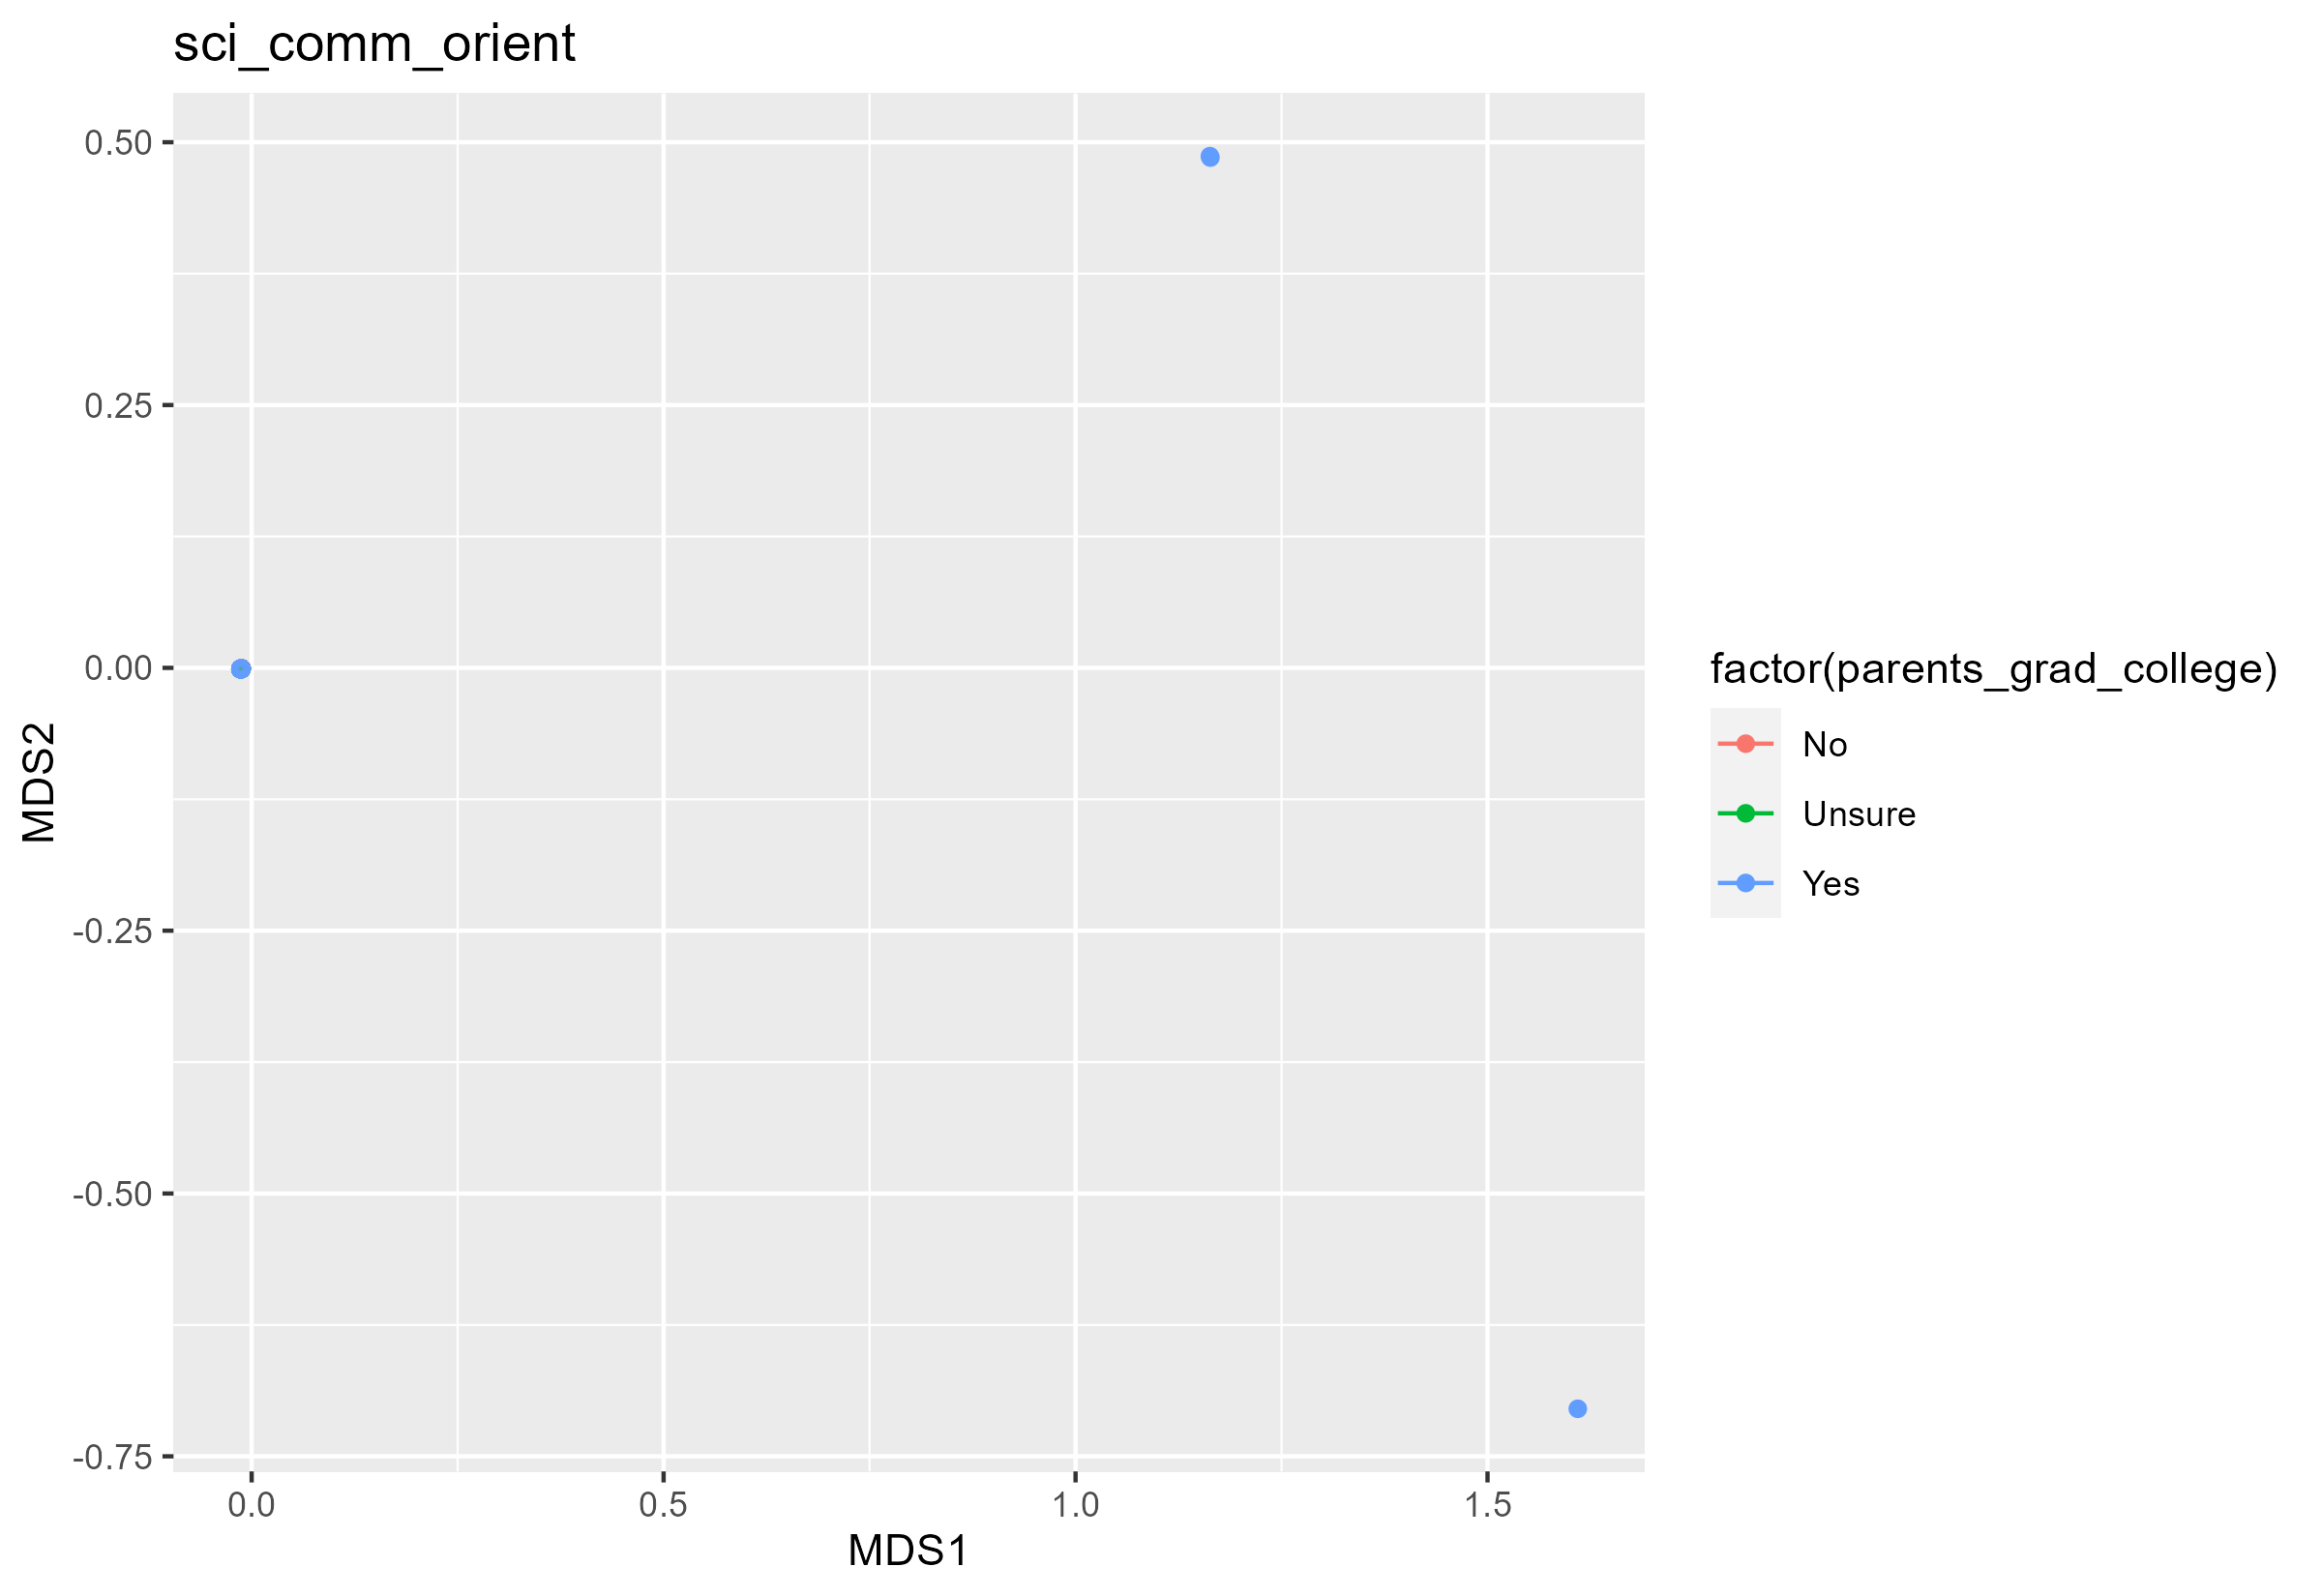 sci_comm_orient
0.50
0.25
0.00
-0.25
-0.50
-0.75
MDS2
0.0 0.5 1.0 1.5
MDS1
factor(parents_grad_college)
No
Unsure
Yes